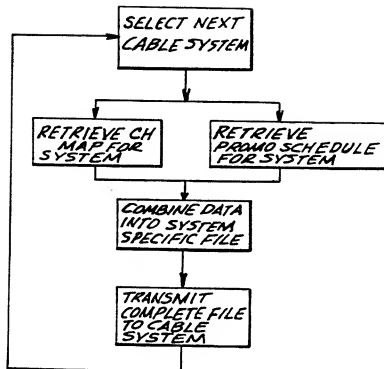 SELECT NEXT
CABLE SYSTEM
RETRIEVE CH
MAP FOR
SYSTEM
RETRIEVE
PROMO SCHEDULE
FOR SYSTEM
COMBINE DATA
INTO SYSTEM
SPECIFIC FILE
TRANSMIT
COMPLETE FILE
TO CABLE
SYSTEM